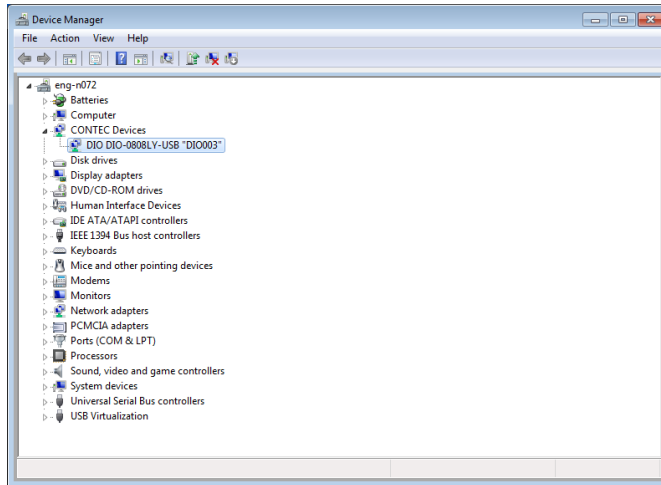 Device Manager
File Action View Help
eng-n072
Batteries
Computer
CONTEC Devices
DIO DIO-0808LY-USB "DIO003"
Disk drives
Display adapters
DVD/CD-ROM drives
Human Interface Devices
IDE ATA/ATAPI controllers
IEEE 1394 Bus host controllers
Keyboards
Mice and other pointing devices
Modems
Monitors
Network adapters
PCMCIA adapters
Ports (COM & LPT)
Processors
Sound, video and game controllers
System devices
Universal Serial Bus controllers
USB Virtualization